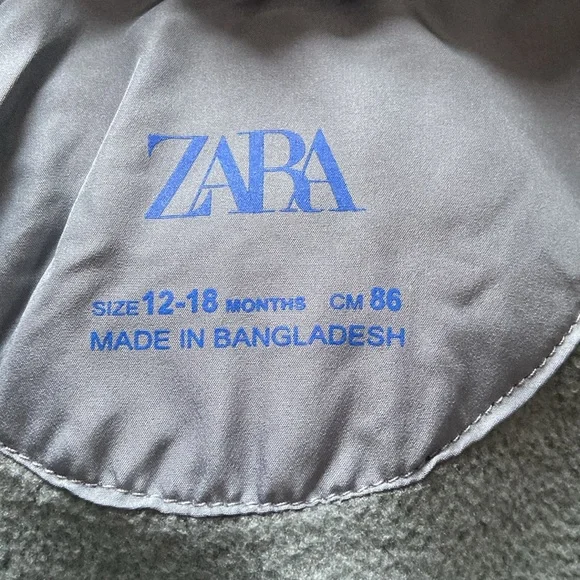 ZARA
SIZE 12-18 MONTHS CM 86
MADE IN BANGLADESH